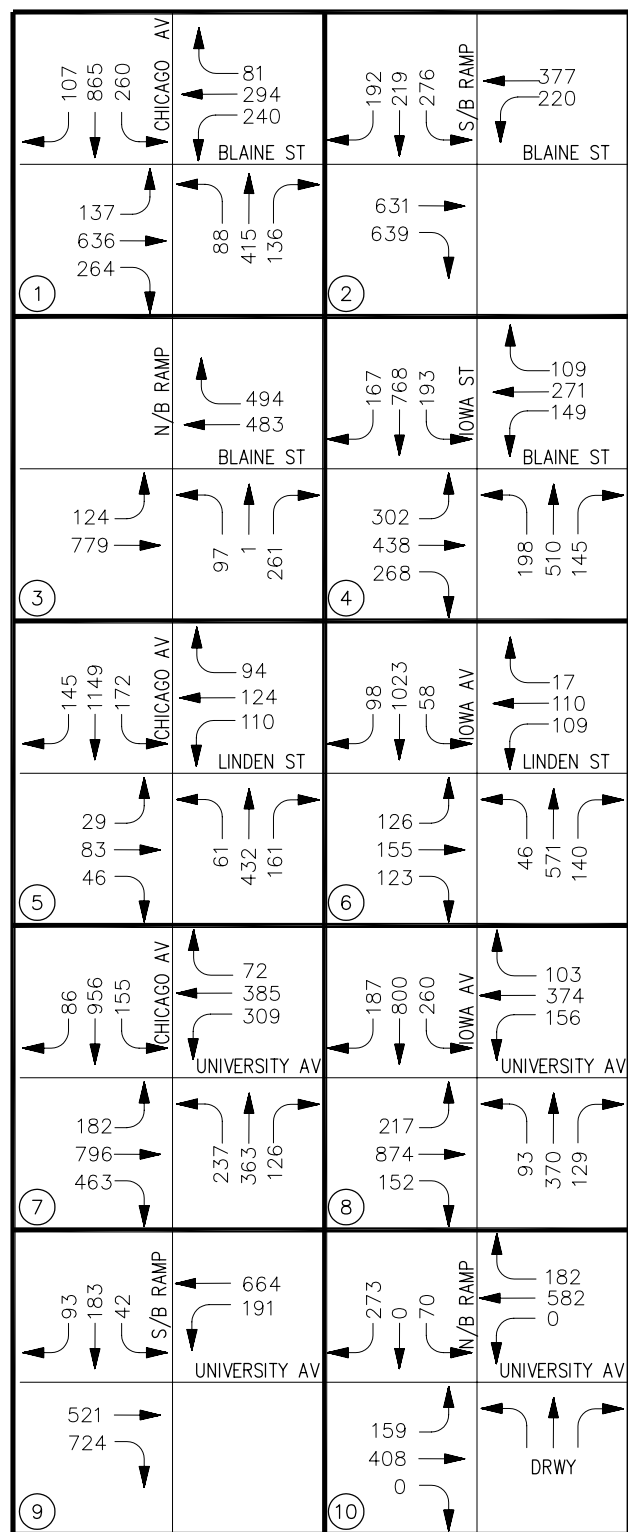 107 865 260
CHICAGO AV
81
294
240
BLAINE ST
137
636
264
88 415 136
1
192 219 276
S/B RAMP
377
220
BLAINE ST
631
639
2
N/B RAMP
494
483
BLAINE ST
124
779
97 1 261
3
167 768 193
IOWA ST
109
271
149
BLAINE ST
302
438
268
198 510 145
4
145 1149 172
CHICAGO AV
94
124
110
LINDEN ST
29
83
46
61 432 161
5
98 1023 58
IOWA AV
17
110
109
LINDEN ST
126
155
123
46 571 140
6
86 956 155
CHICAGO AV
72
385
309
UNIVERSITY AV
182
796
463
237 363 126
7
187 800 260
IOWA AV
103
374
156
UNIVERSITY AV
217
874
152
93 370 129
8
93 183 42
S/B RAMP
664
191
UNIVERSITY AV
521
724
9
273 0 70
N/B RAMP
182
582
0
UNIVERSITY AV
159
408
0
DRWY
10